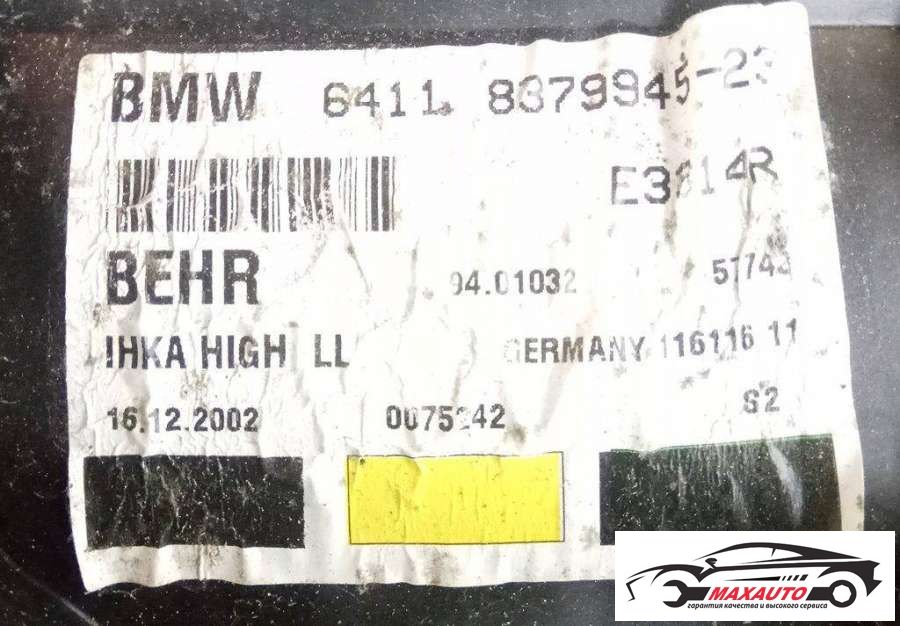 BMW 6411. 8379945-23
E3814R
BEHR 94.01032 57743
IHKA HIGH LL GERMANY 116116 11
16.12.2002 0075242
S2
MAXAUTO
гарантия качества и высокого сервиса